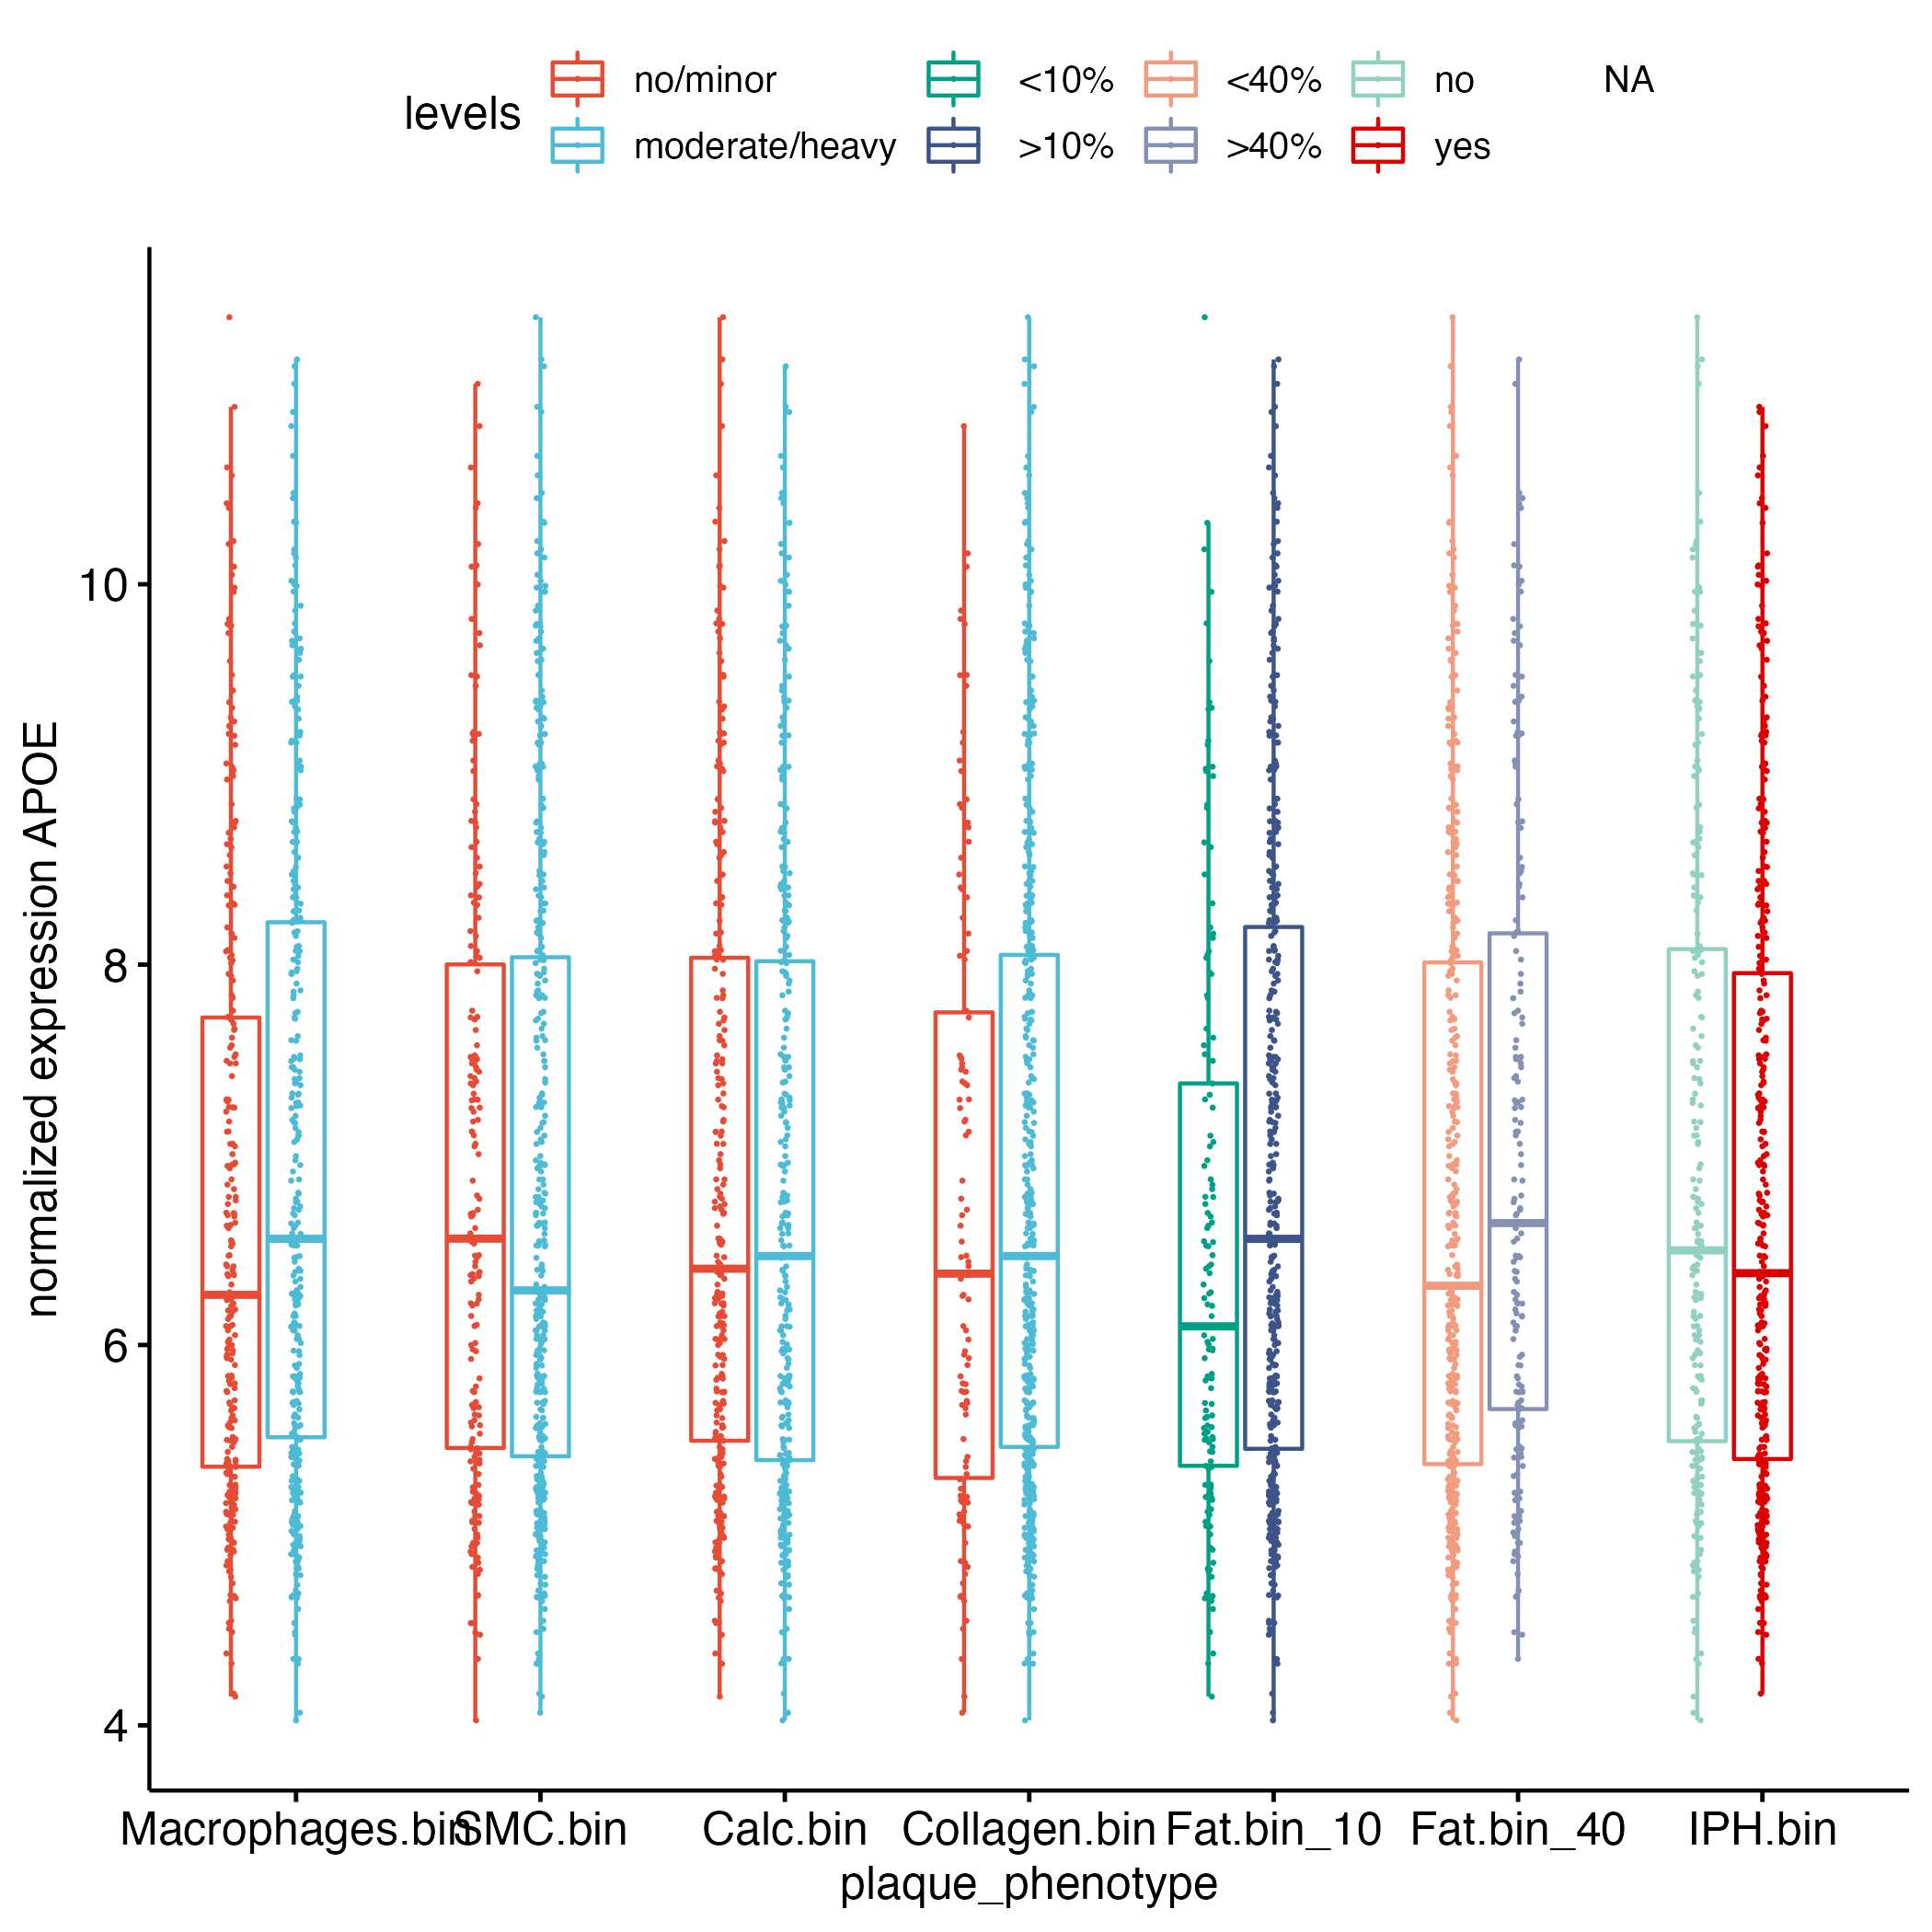 levels
no/minor <10% <40% no NA
moderate/heavy >10% >40% yes
normalized expression APOE
10
8
6
4
Macrophages.bin SMC.bin Calc.bin Collagen.bin Fat.bin_10 Fat.bin_40 IPH.bin
plaque_phenotype